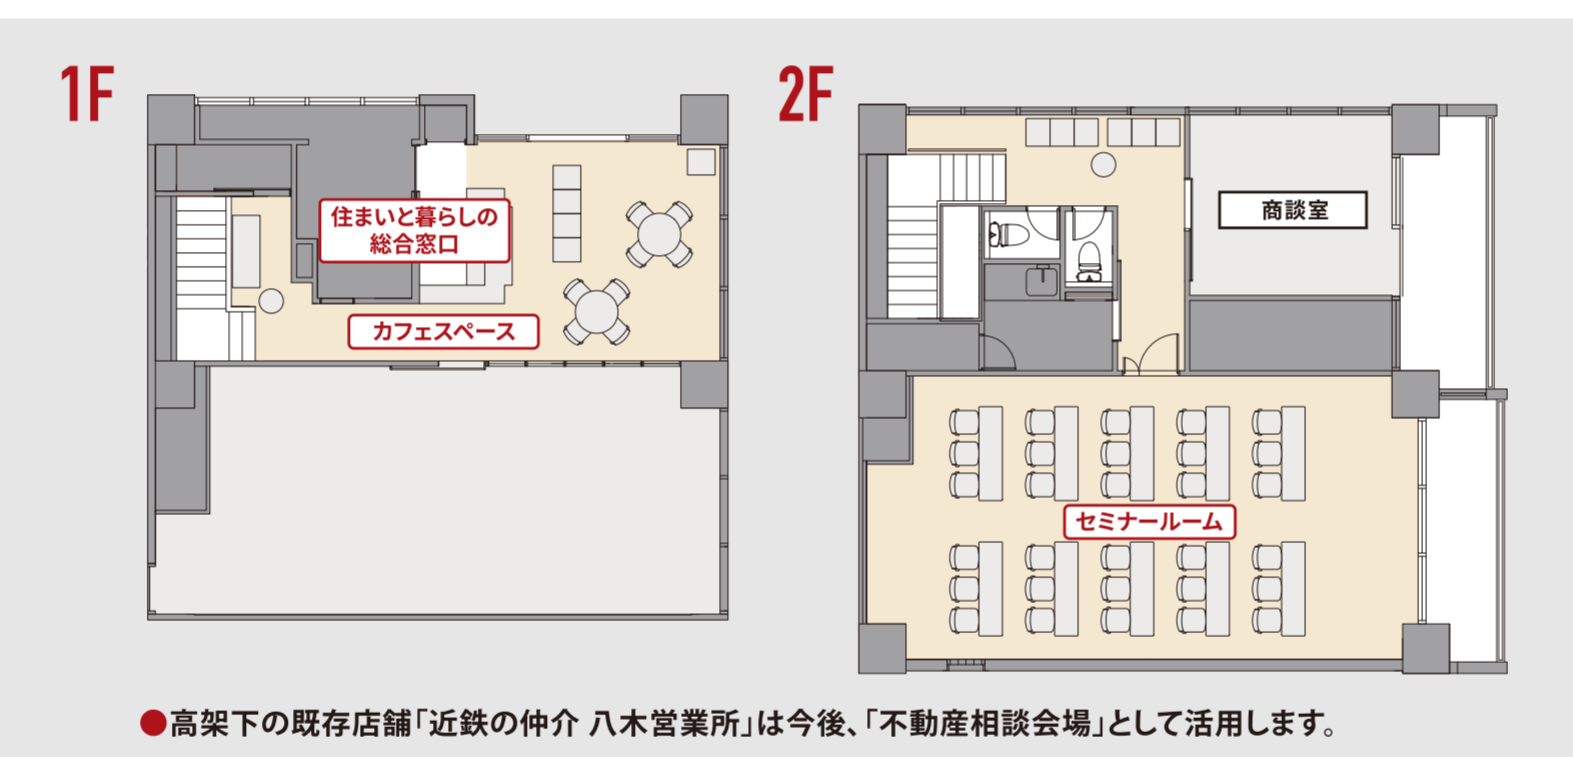 1F
2F
住まいと暮らしの
総合窓口
商談室
カフェスペース
セミナールーム
●高架下の既存店舗「近鉄の仲介 八木営業所」は今後、「不動産相談会場」として活用します。